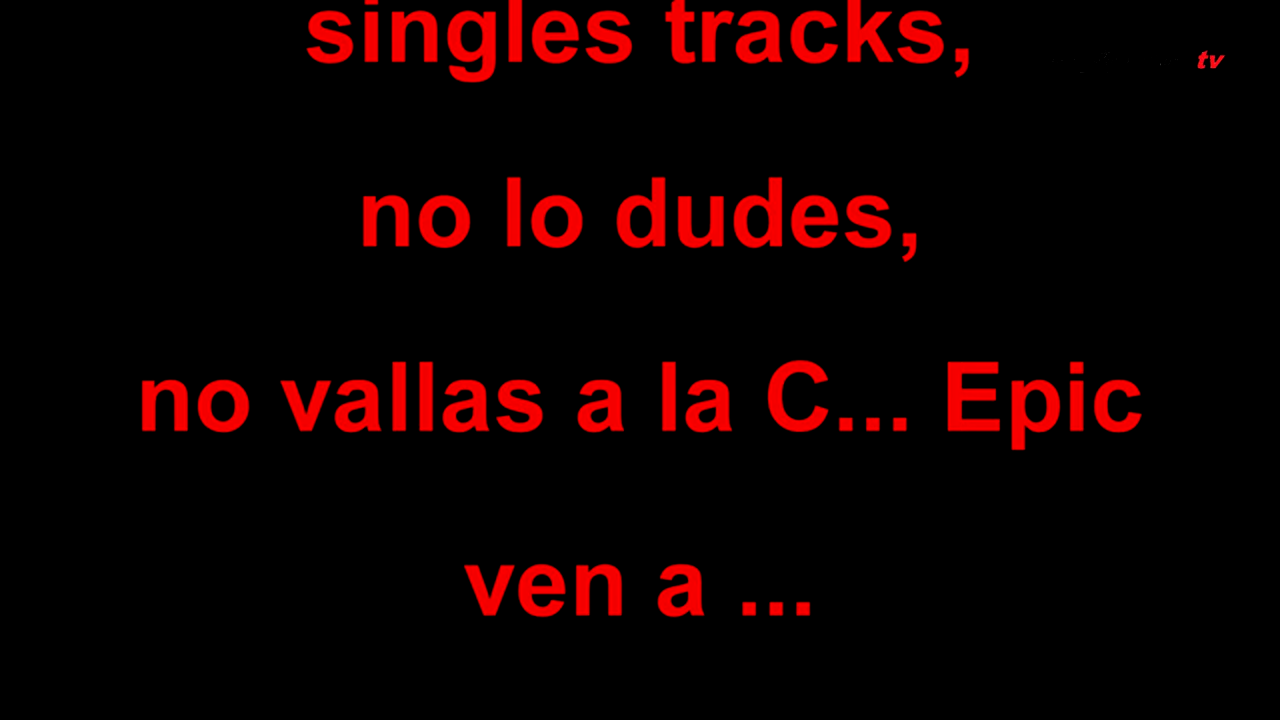 singles tracks,
tv
no lo dudes,
no vallas a la C... Epic
ven a ...